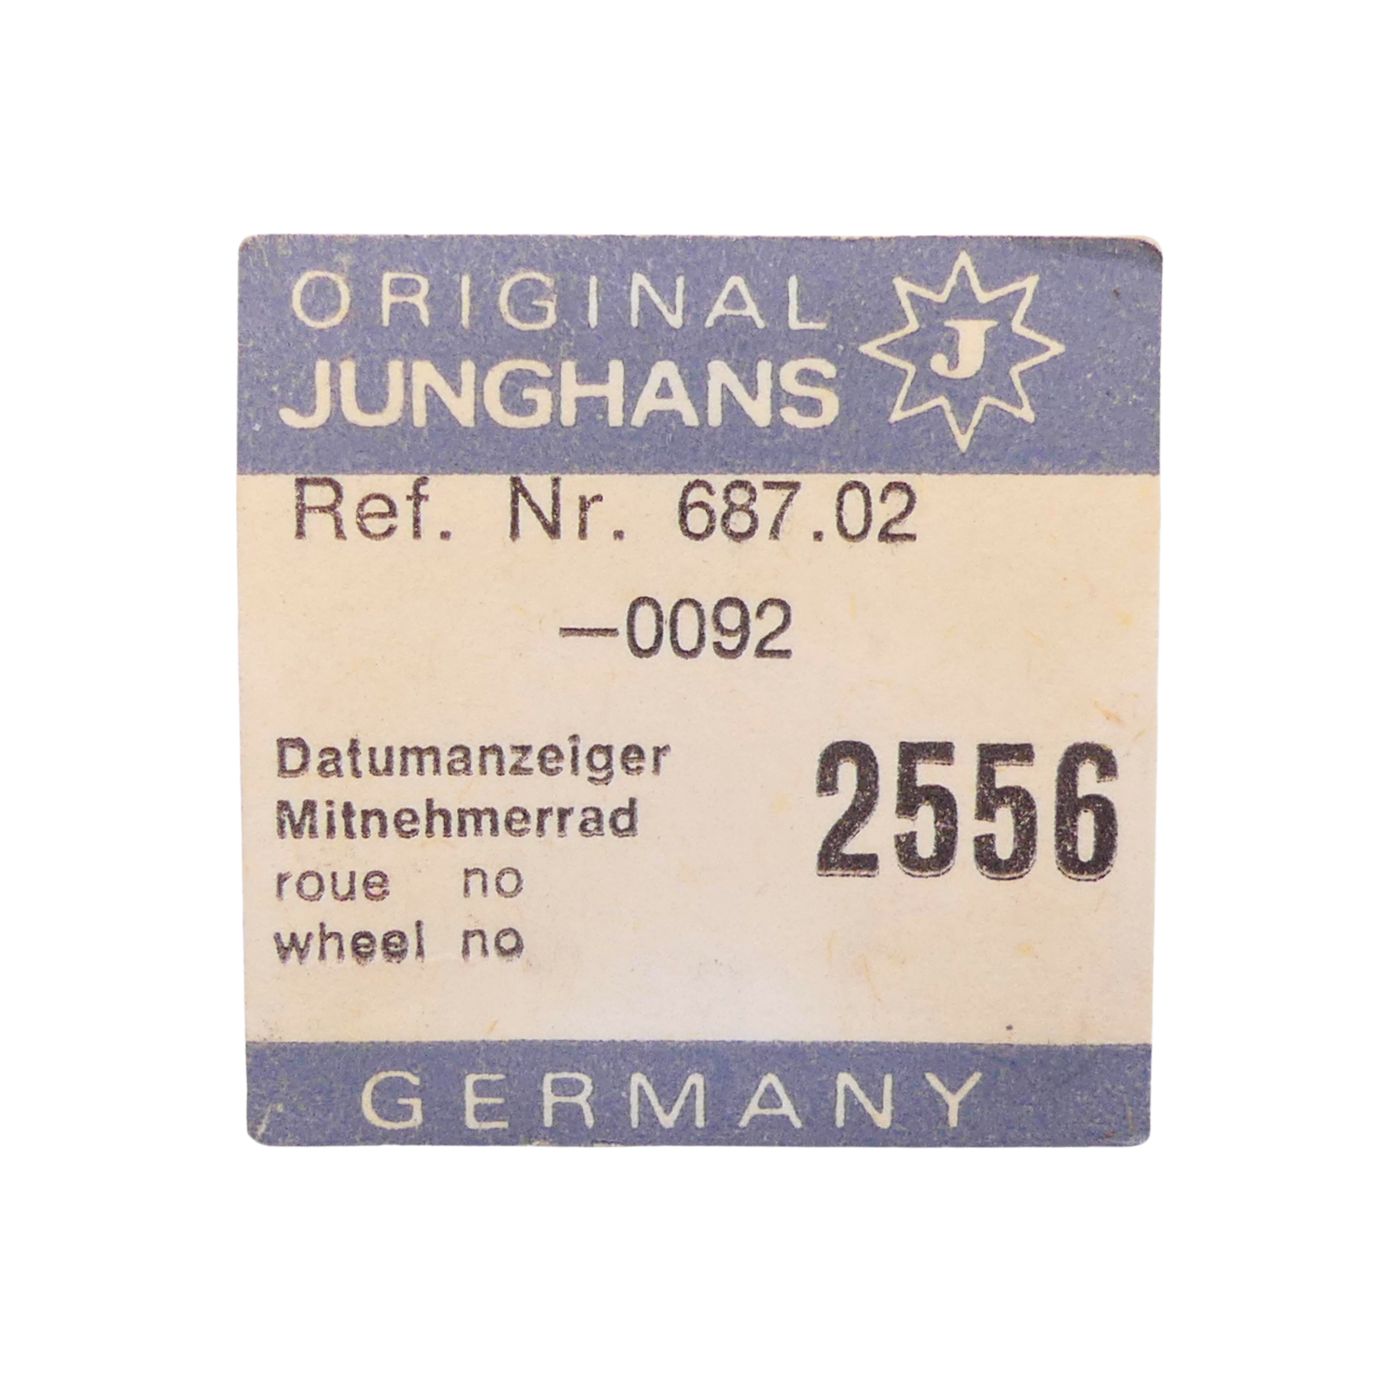 ORIGINAL
JUNGHANS
J
Ref. Nr. 687.02
–0092
Datumanzeiger
Mitnehmerrad
roue no
wheel no
2556
GERMANY